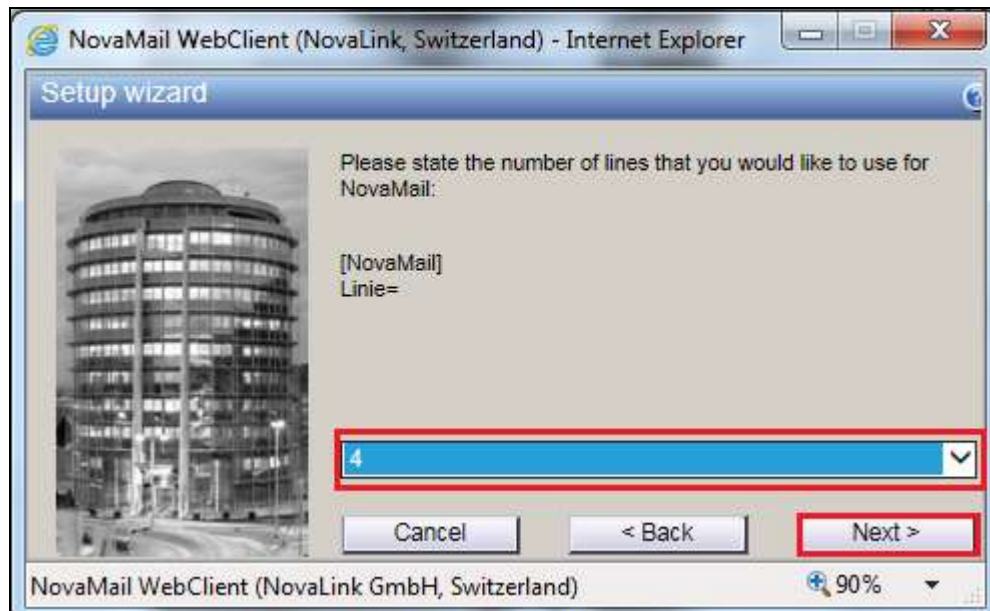 NovaMail WebClient (NovaLink, Switzerland) - Internet Explorer
Setup wizard
Please state the number of lines that you would like to use for
NovaMail:
[NovaMail]
Linie=
4
Cancel
< Back
Next >
NovaMail WebClient (NovaLink GmbH, Switzerland)
90%